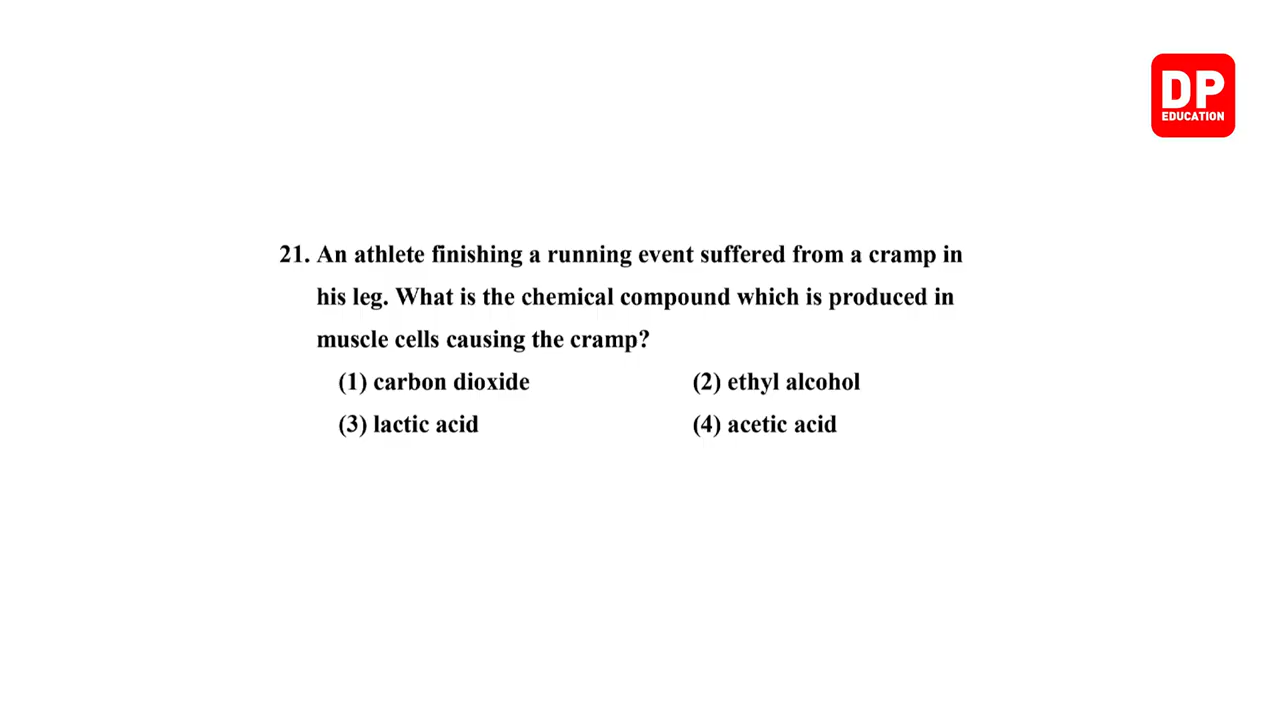 DP
EDUCATION
21. An athlete finishing a running event suffered from a cramp in
his leg. What is the chemical compound which is produced in
muscle cells causing the cramp?
(1) carbon dioxide (2) ethyl alcohol
(3) lactic acid (4) acetic acid